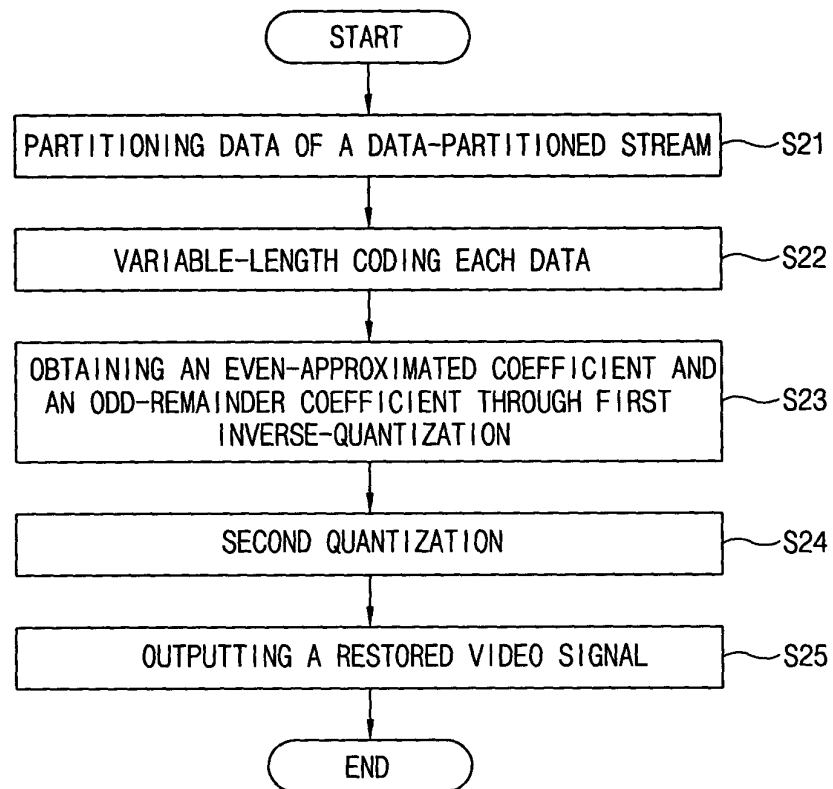 START
PARTITIONING DATA OF A DATA-PARTITIONED STREAM
S21
VARIABLE-LENGTH CODING EACH DATA
S22
OBTAINING AN EVEN-APPROXIMATED COEFFICIENT AND
AN ODD-REMAINDER COEFFICIENT THROUGH FIRST
INVERSE-QUANTIZATION
S23
SECOND QUANTIZATION
S24
OUTPUTTING A RESTORED VIDEO SIGNAL
S25
END